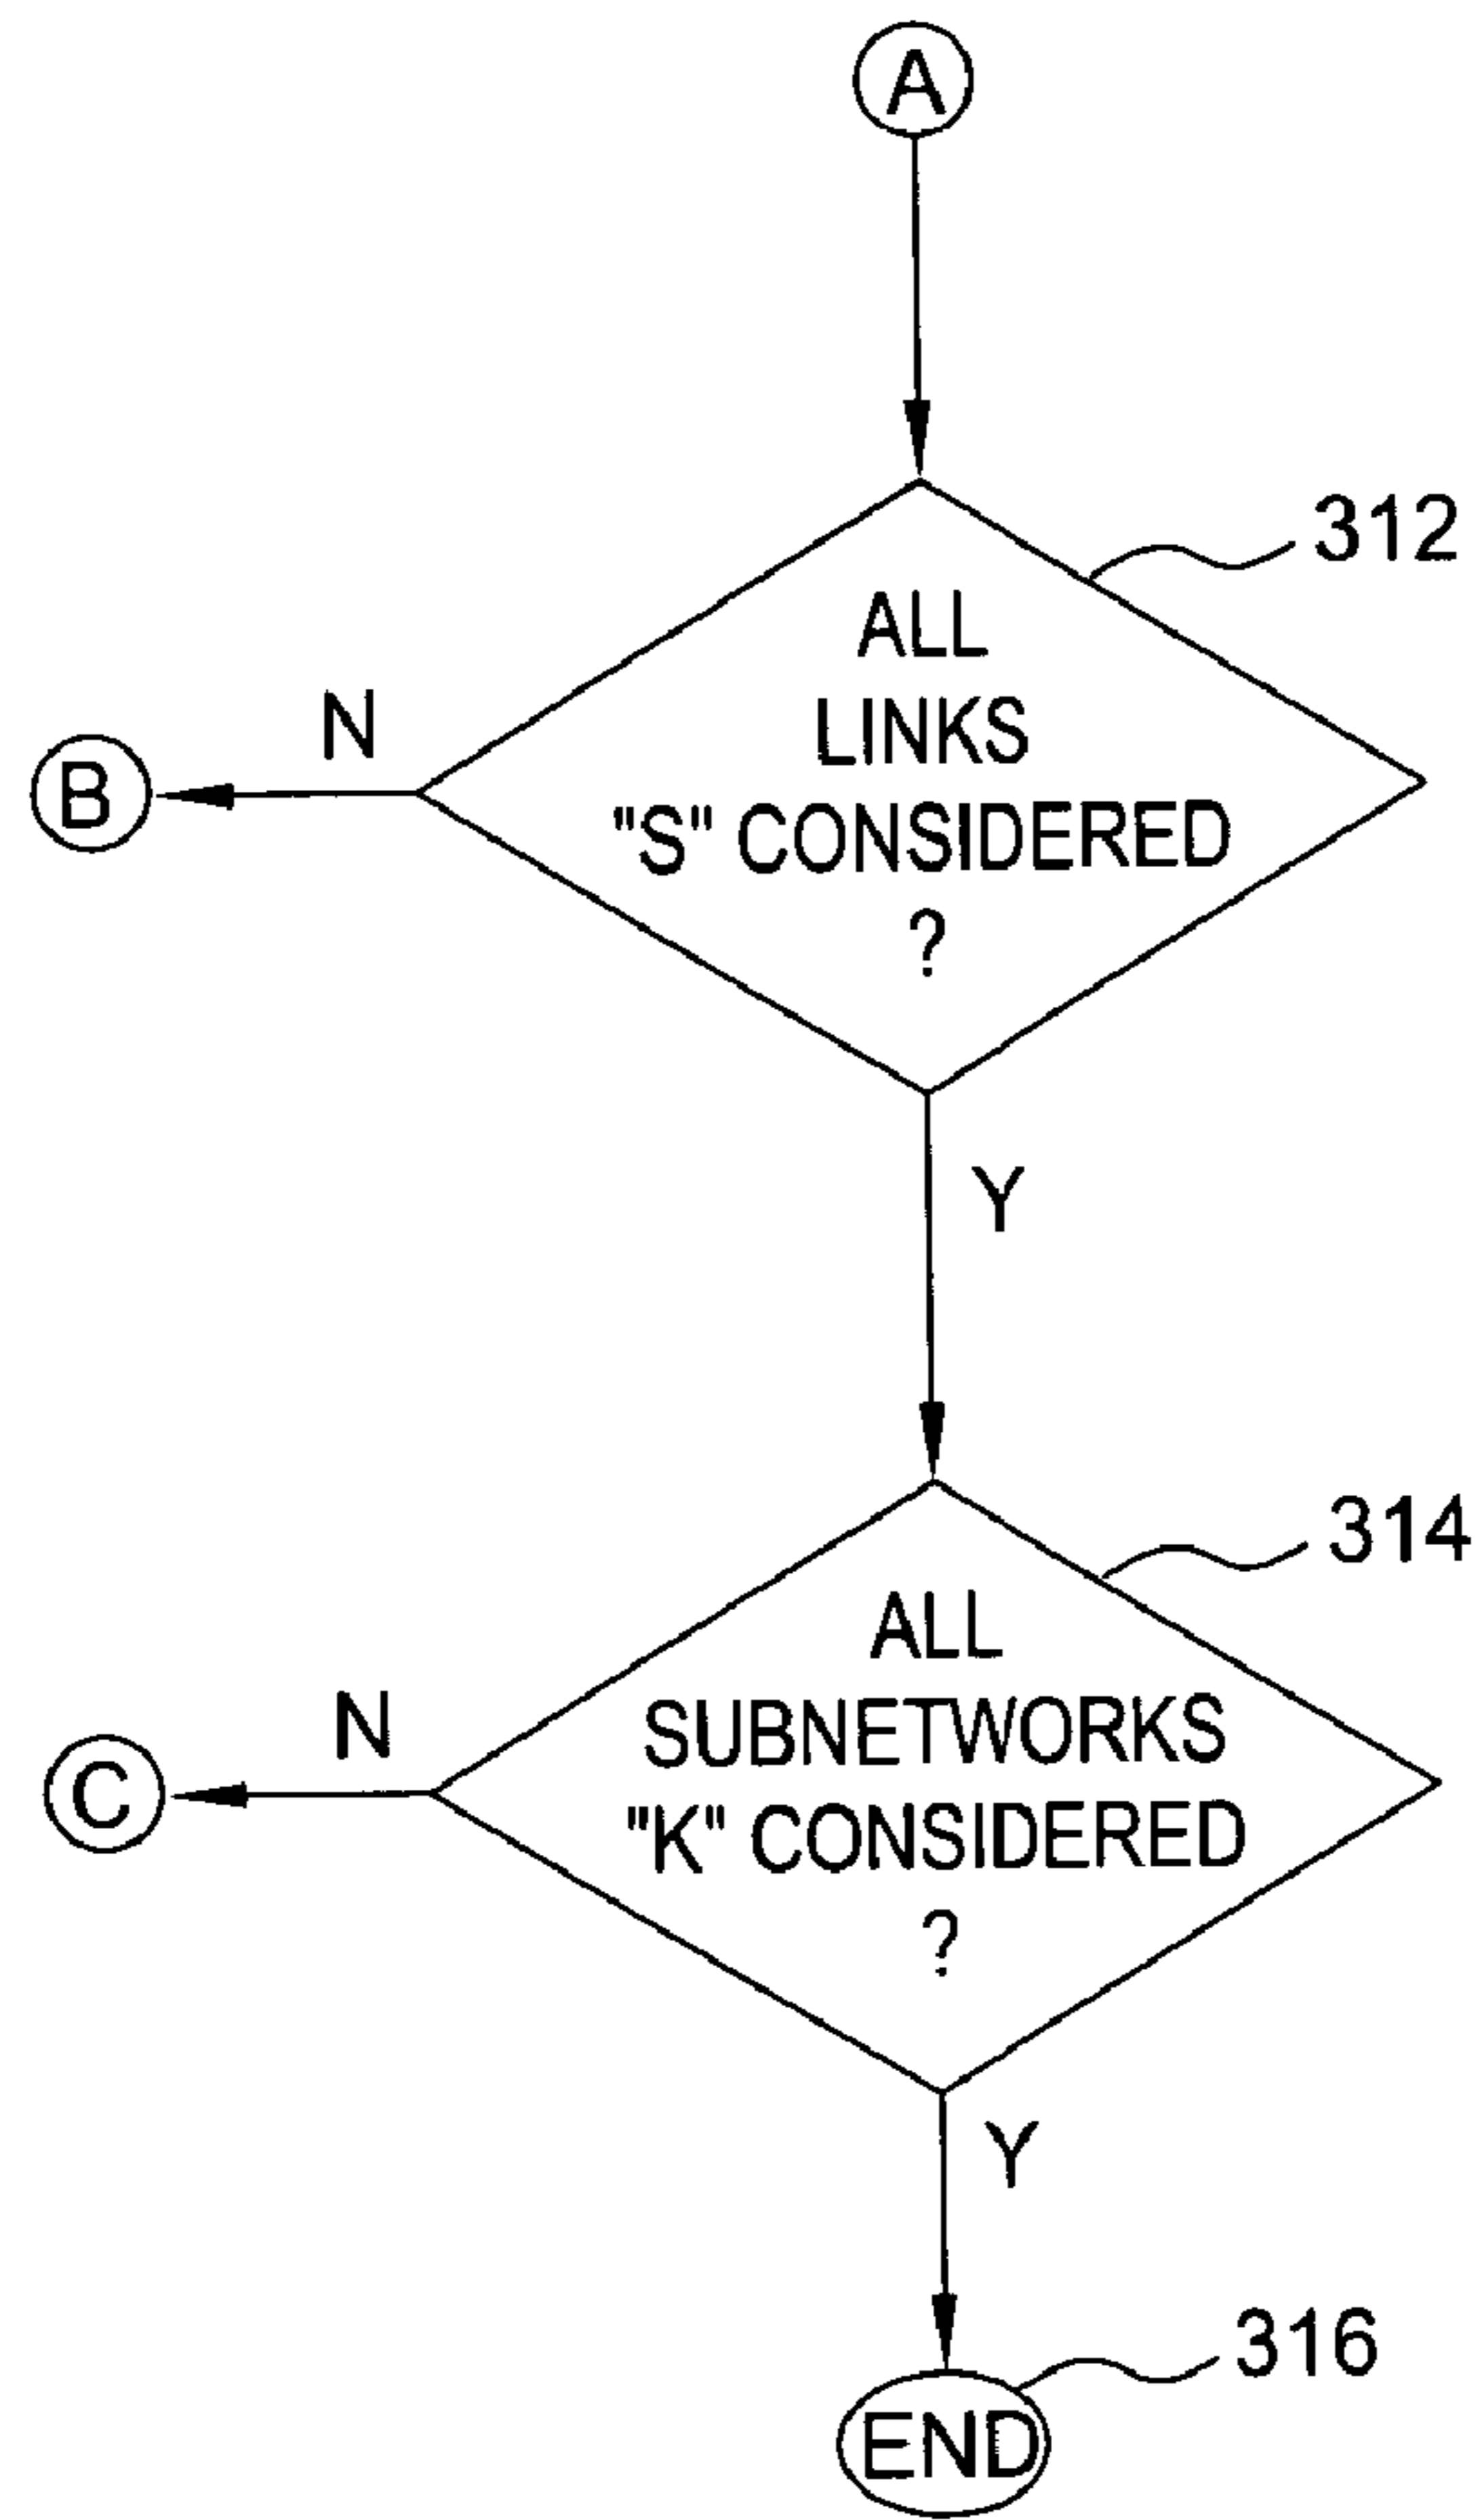 A
312
ALL
LINKS
"S" CONSIDERED
?
N
B
Y
314
ALL
SUBNETWORKS
"K" CONSIDERED
?
N
C
Y
316
END